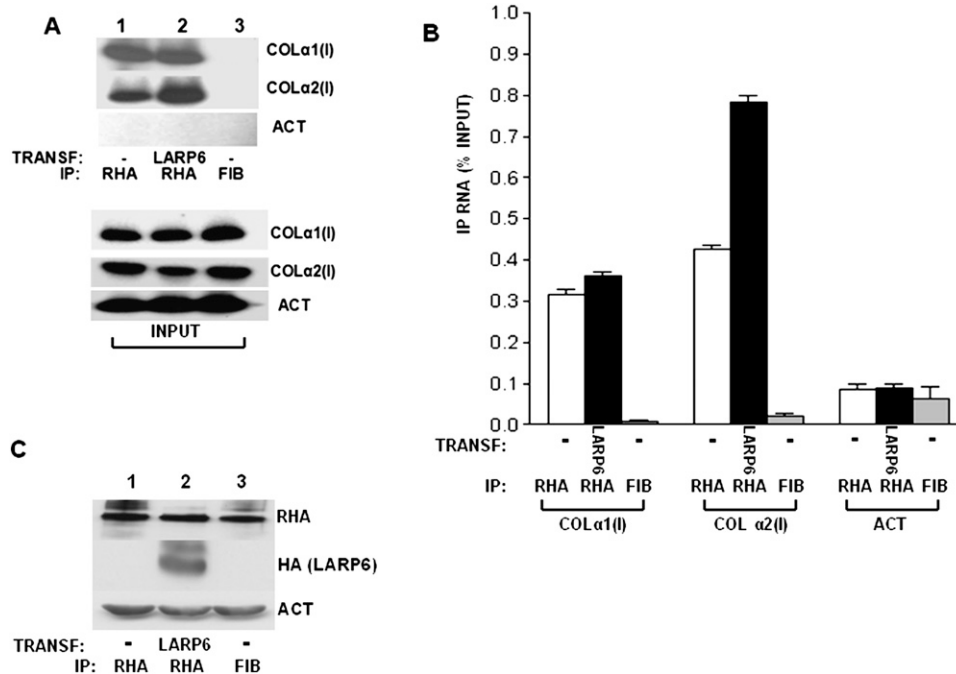 A
1 2 3
COLα1(I)
COLα2(I)
ACT
TRANSF: - LARP6 -
IP: RHA RHA FIB
COLα1(I)
COLα2(I)
ACT
INPUT
B
IP RNA (% INPUT)
1.0
0.9
0.8
0.7
0.6
0.5
0.4
0.3
0.2
0.1
0.0
TRANSF: - LARP6 - - LARP6 - - LARP6 -
IP: RHA RHA FIB RHA RHA FIB RHA RHA FIB
COLα1(I) COL α2(I) ACT
C
1 2 3
RHA
HA (LARP6)
ACT
TRANSF: - LARP6 -
IP: RHA RHA FIB